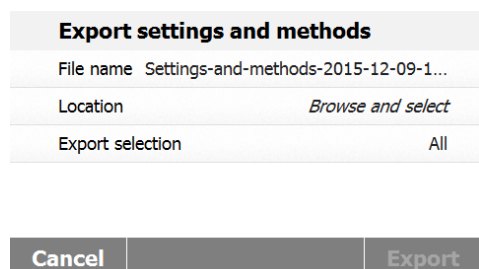 Export settings and methods
File name Settings-and-methods-2015-12-09-1...
Location Browse and select
Export selection All
Cancel Export